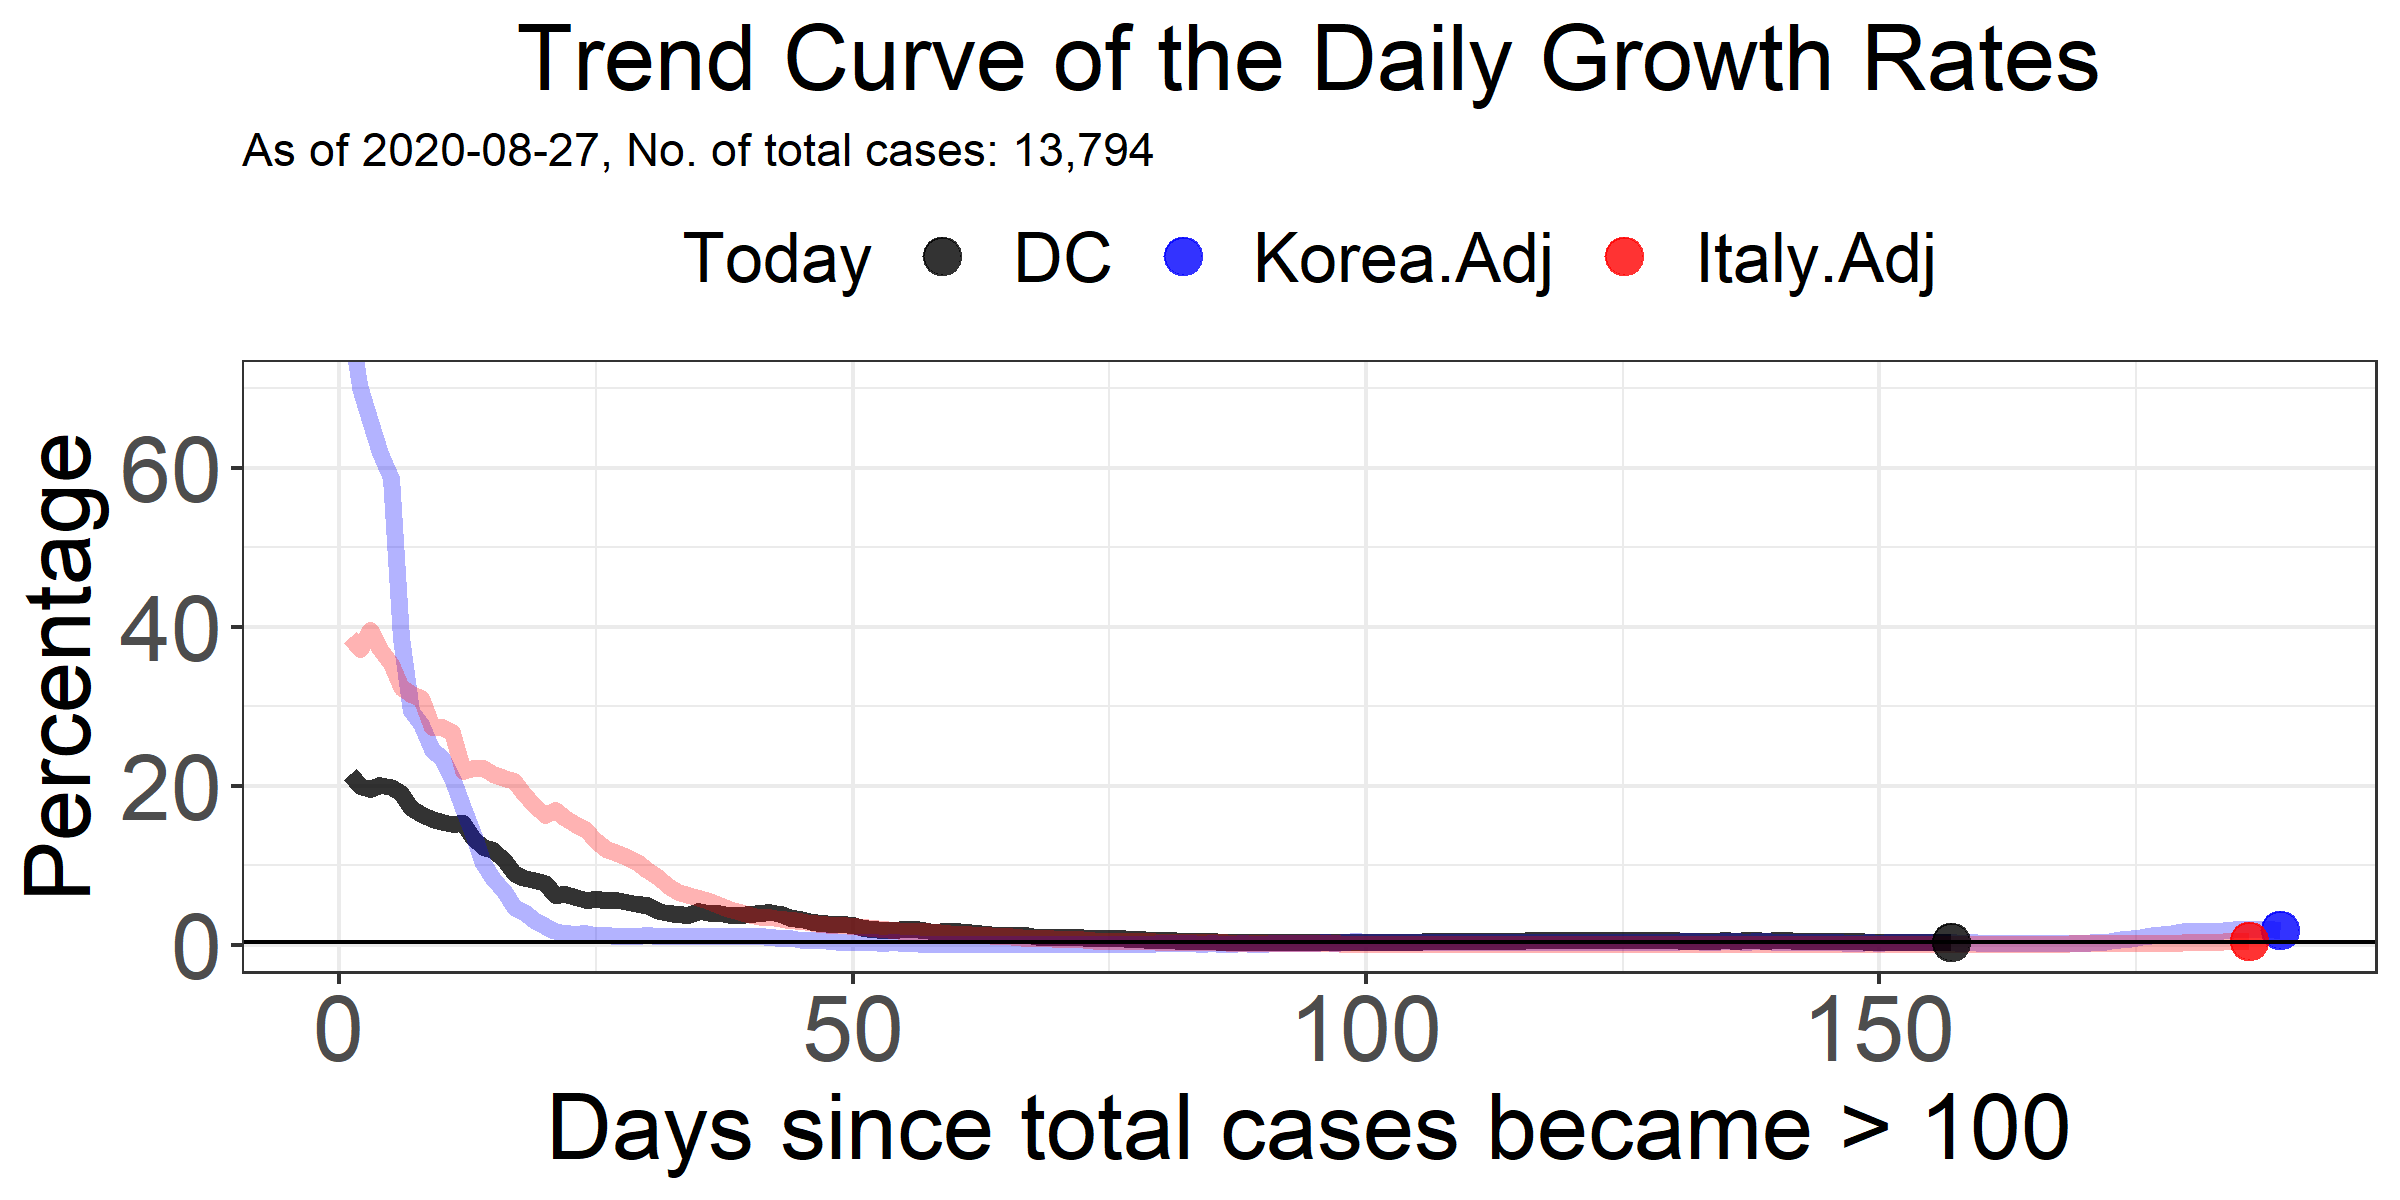 Trend Curve of the Daily Growth Rates
As of 2020-08-27, No. of total cases: 13,794
Today DC Korea.Adj Italy.Adj
Percentage
60
40
20
0
0 50 100 150
Days since total cases became > 100